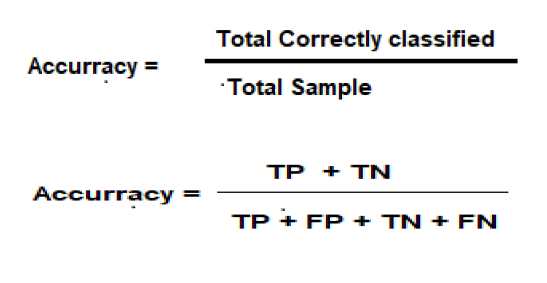 Total Correctly classified
Accurracy =
Total Sample
TP + TN
Accurracy =
TP + FP + TN + FN